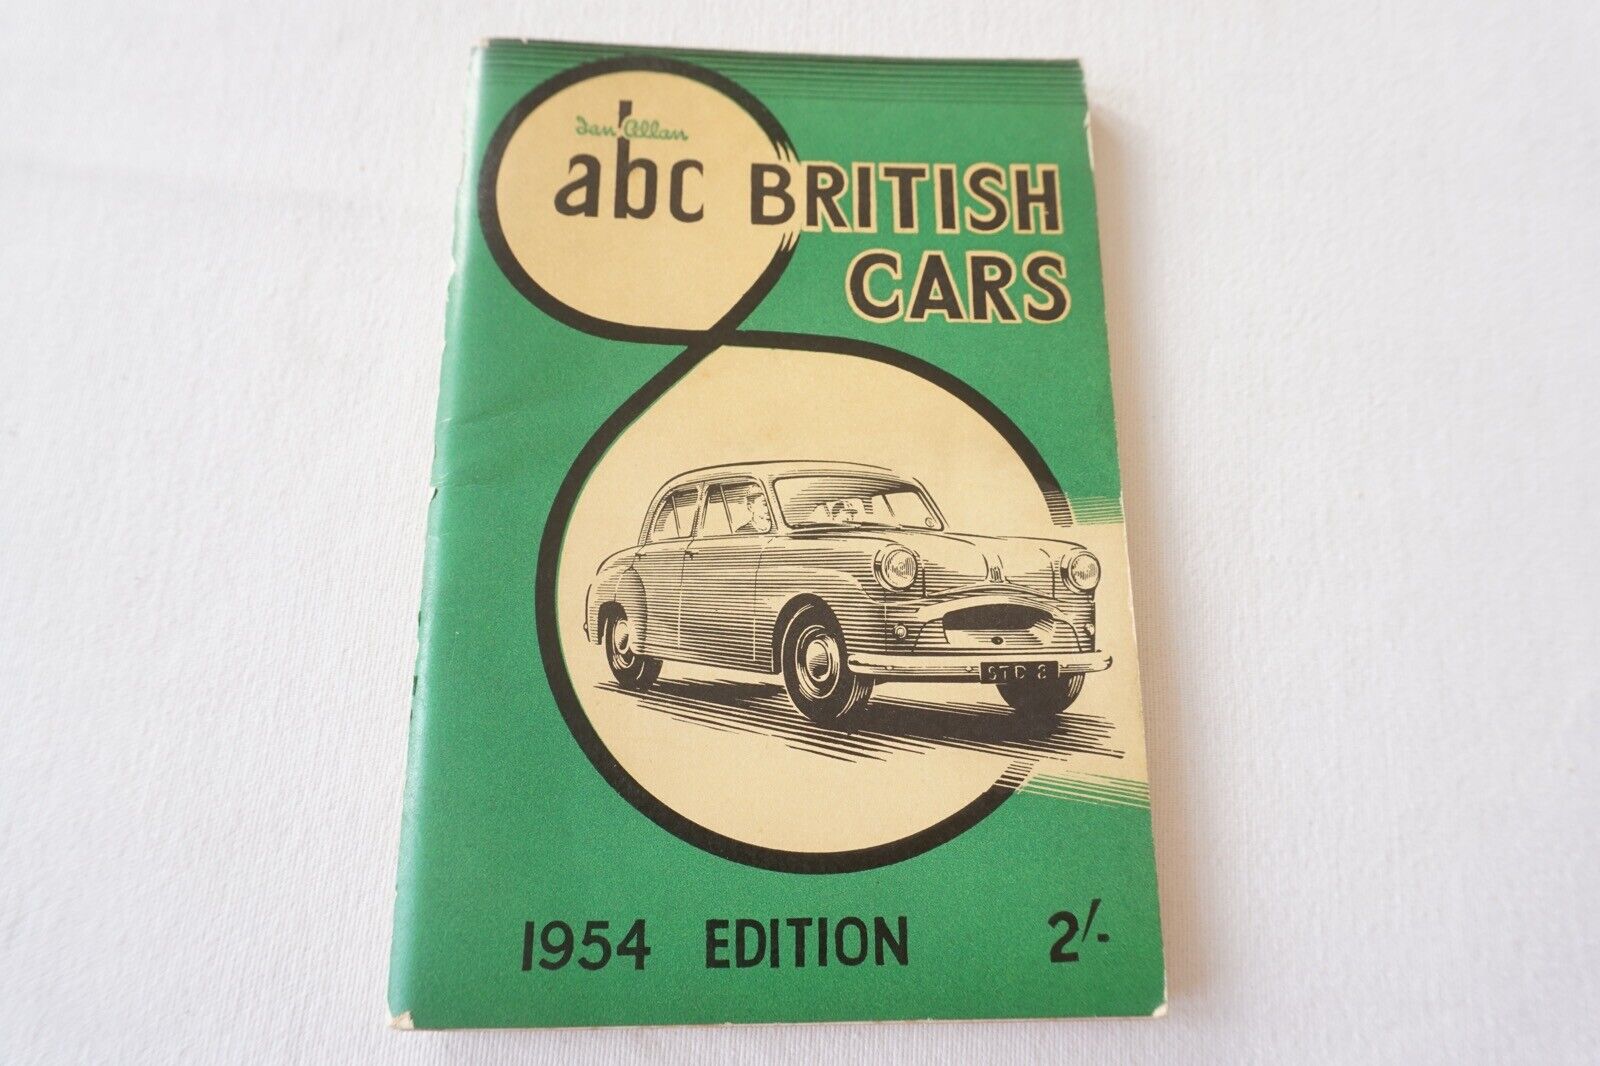 Ian Allan
abc BRITISH
CARS
STD 8
1954 EDITION 2/-